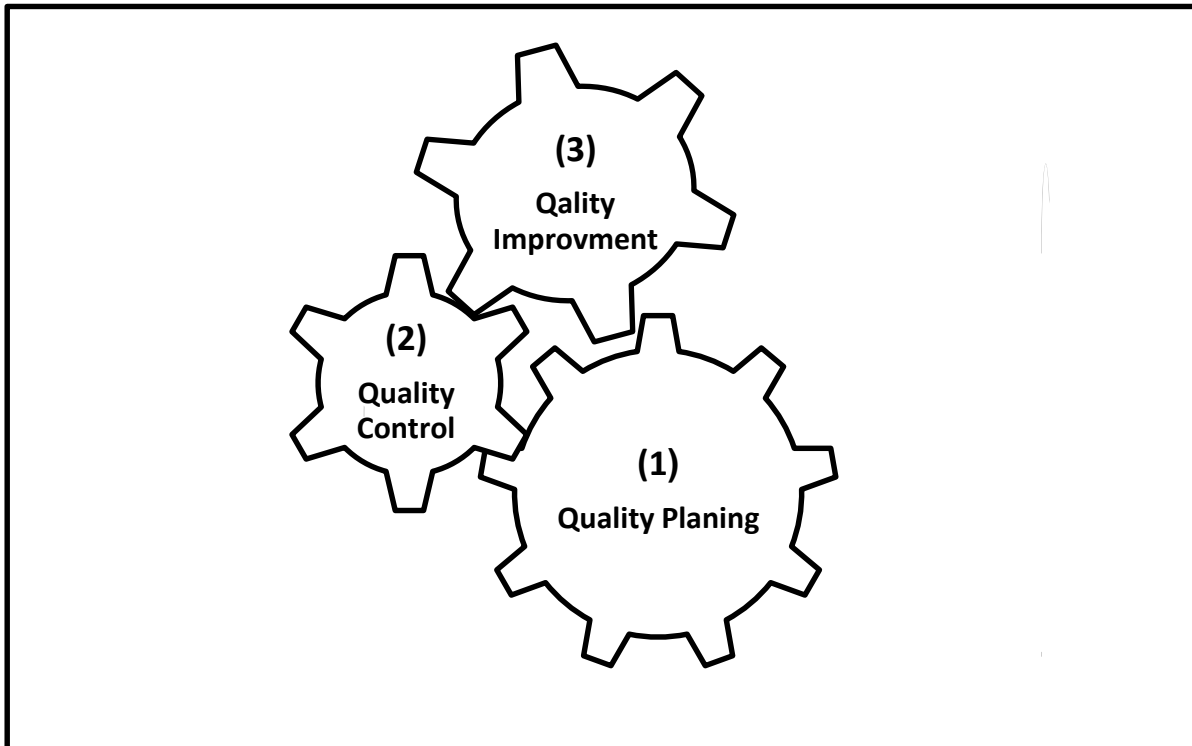 (3)
Qality
Improvment
(2)
Quality
Control
(1)
Quality Planing